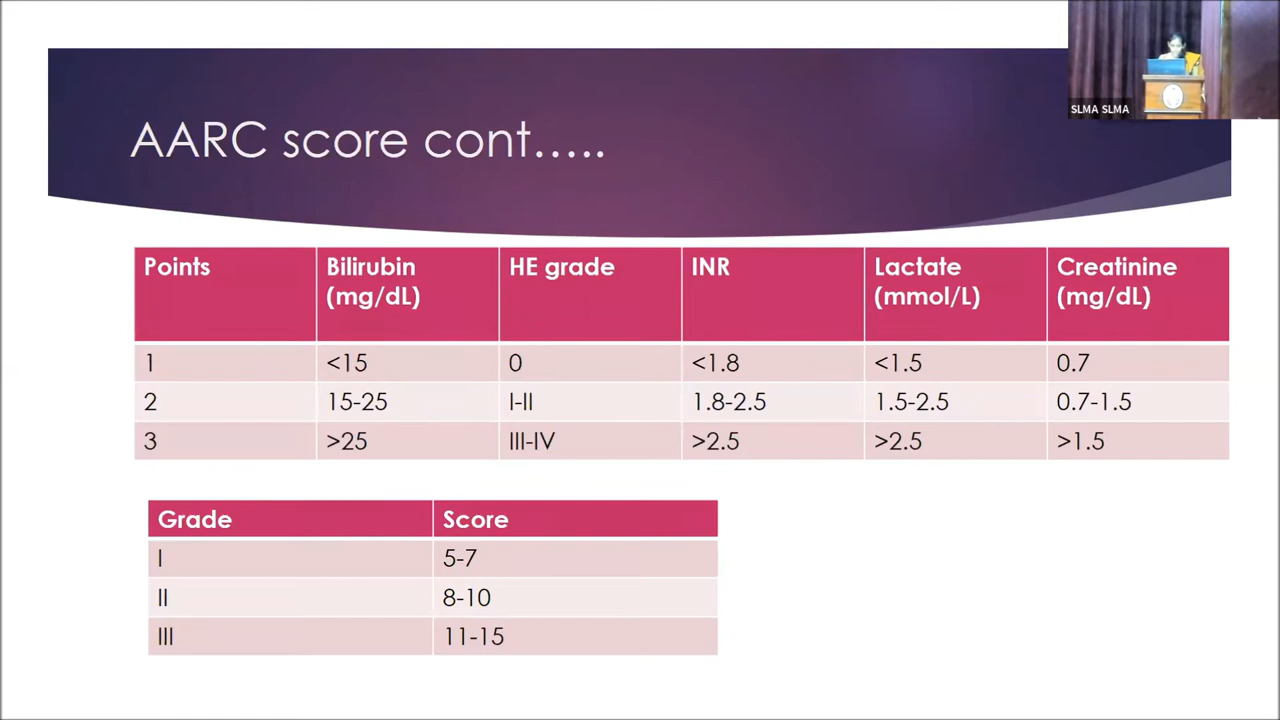 SLMA SLMA
AARC score cont…..
Points Bilirubin (mg/dL) HE grade INR Lactate (mmol/L) Creatinine (mg/dL)
1 <15 0 <1.8 <1.5 0.7
2 15-25 I-II 1.8-2.5 1.5-2.5 0.7-1.5
3 >25 III-IV >2.5 >2.5 >1.5
Grade Score
I 5-7
II 8-10
III 11-15